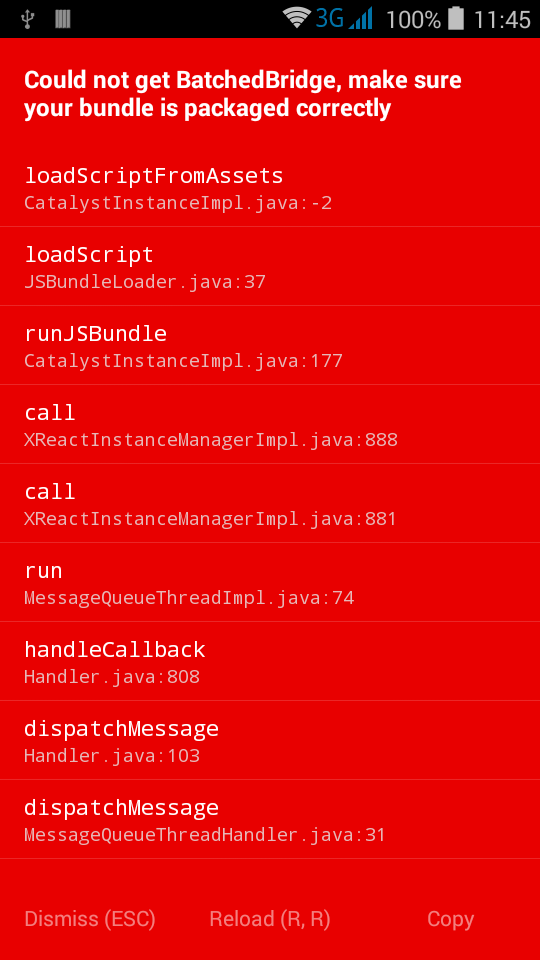 3G 100% 11:45
Could not get BatchedBridge, make sure
your bundle is packaged correctly
loadScriptFromAssets
CatalystInstanceImpl.java:-2
loadScript
JSBundleLoader.java:37
runJSBundle
CatalystInstanceImpl.java:177
call
XReactInstanceManagerImpl.java:888
call
XReactInstanceManagerImpl.java:881
run
MessageQueueThreadImpl.java:74
handleCallback
Handler.java:808
dispatchMessage
Handler.java:103
dispatchMessage
MessageQueueThreadHandler.java:31
Dismiss (ESC) Reload (R, R) Copy